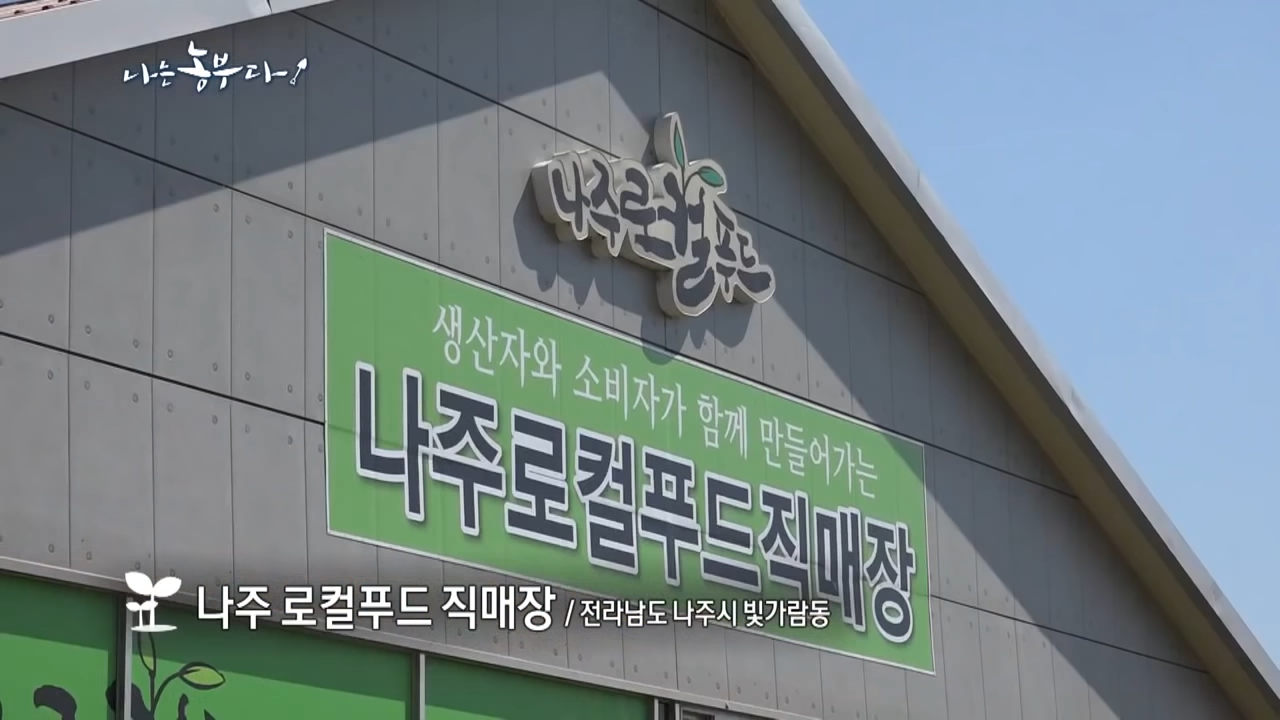 나는 농부다!
나주로컬푸드
생산자와 소비자가 함께 만들어가는
나주로컬푸드직매장
나주 로컬푸드 직매장 / 전라남도 나주시 빛가람동